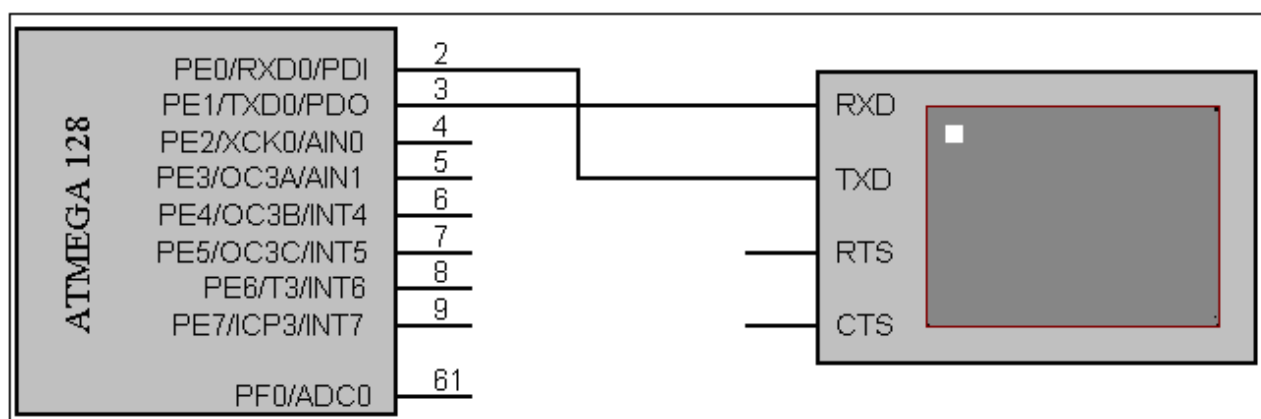 ATMEGA 128
PE0/RXD0/PDI 2
PE1/TXD0/PDO 3
PE2/XCK0/AIN0 4
PE3/OC3A/AIN1 5
PE4/OC3B/INT4 6
PE5/OC3C/INT5 7
PE6/T3/INT6 8
PE7/ICP3/INT7 9
PF0/ADC0 61
RXD
TXD
RTS
CTS